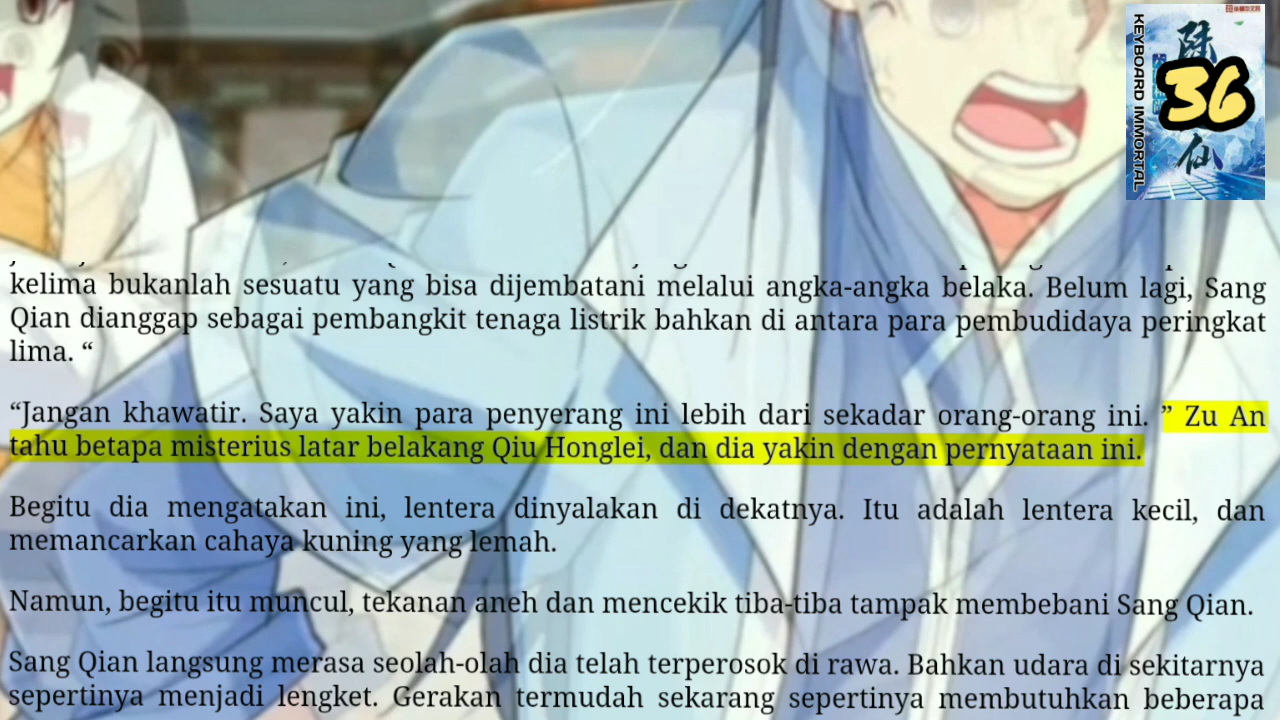 KEYBOARD IMMORTAL
陸
36
仙
kelima bukanlah sesuatu yang bisa dijembatani melalui angka-angka belaka. Belum lagi, Sang
Qian dianggap sebagai pembangkit tenaga listrik bahkan di antara para pembudidaya peringkat
lima. “
“Jangan khawatir. Saya yakin para penyerang ini lebih dari sekadar orang-orang ini. ” Zu An
tahu betapa misterius latar belakang Qiu Honglei, dan dia yakin dengan pernyataan ini.
Begitu dia mengatakan ini, lentera dinyalakan di dekatnya. Itu adalah lentera kecil, dan
memancarkan cahaya kuning yang lemah.
Namun, begitu itu muncul, tekanan aneh dan mencekik tiba-tiba tampak membebani Sang Qian.
Sang Qian langsung merasa seolah-olah dia telah terperosok di rawa. Bahkan udara di sekitarnya
sepertinya menjadi lengket. Gerakan termudah sekarang sepertinya membutuhkan beberapa